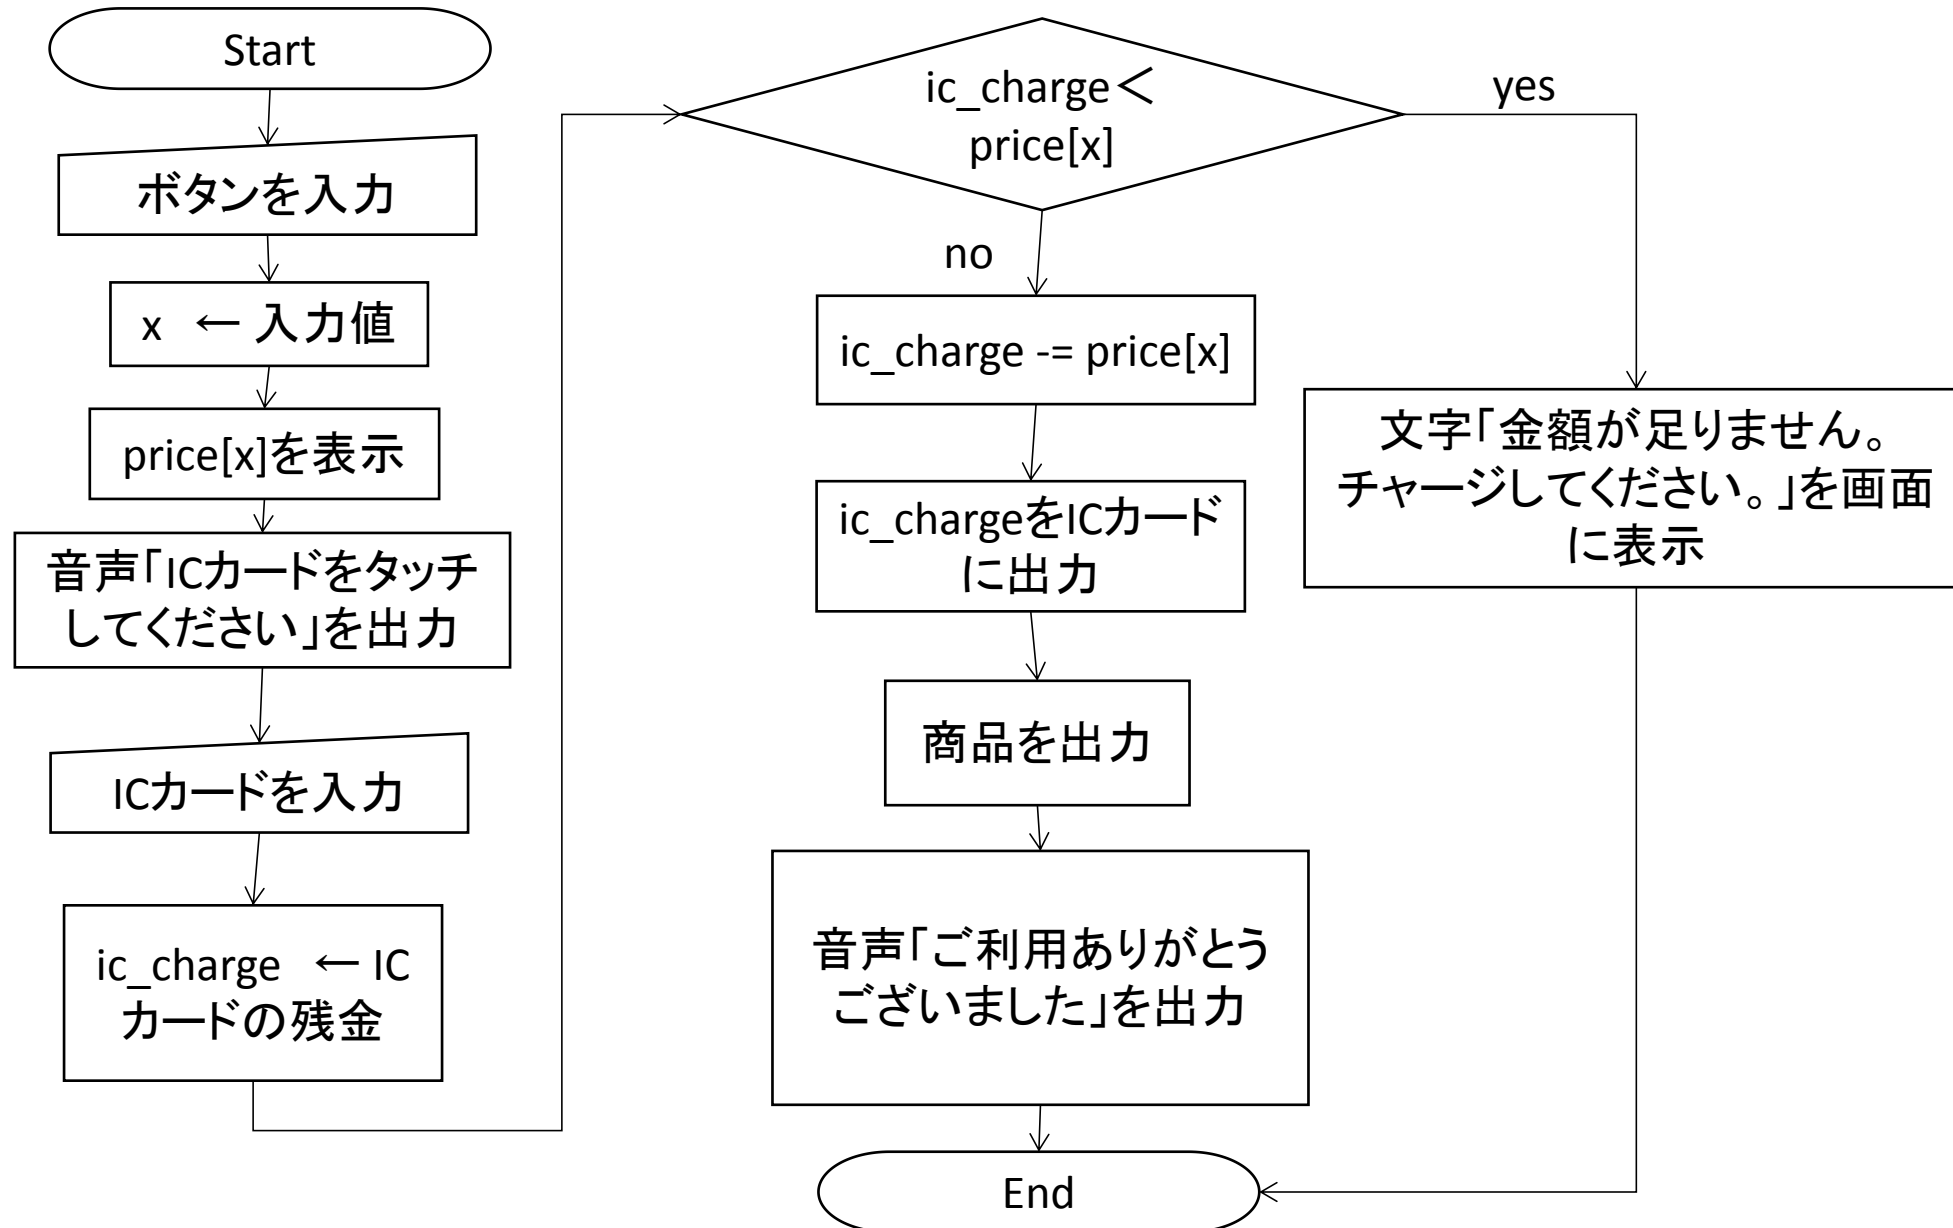 Start
ボタンを入力
x ← 入力値
price[x]を表示
音声「ICカードをタッチ
してください」を出力
ICカードを入力
ic_charge ← IC
カードの残金
ic_charge＜
price[x]
yes
no
ic_charge -= price[x]
ic_chargeをICカード
に出力
商品を出力
音声「ご利用ありがとう
ございました」を出力
文字「金額が足りません。
チャージしてください。」を画面
に表示
End